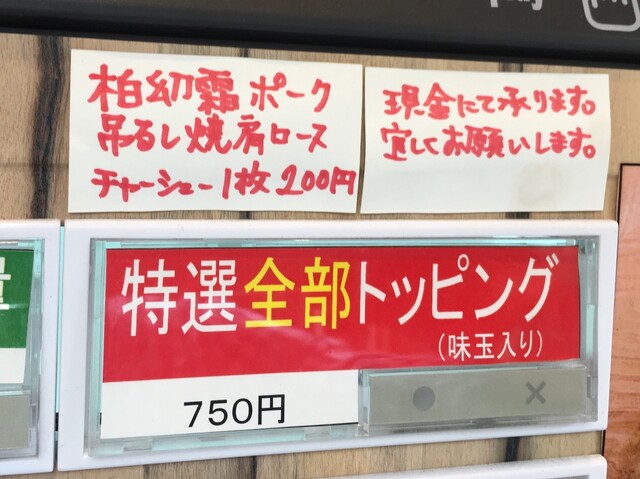 柏幻霜ポーク
吊るし焼肩ロース
チャーシュー1枚200円
現金にて承ります。
宜しくお願いします。
特選全部トッピング
(味玉入り)
750円